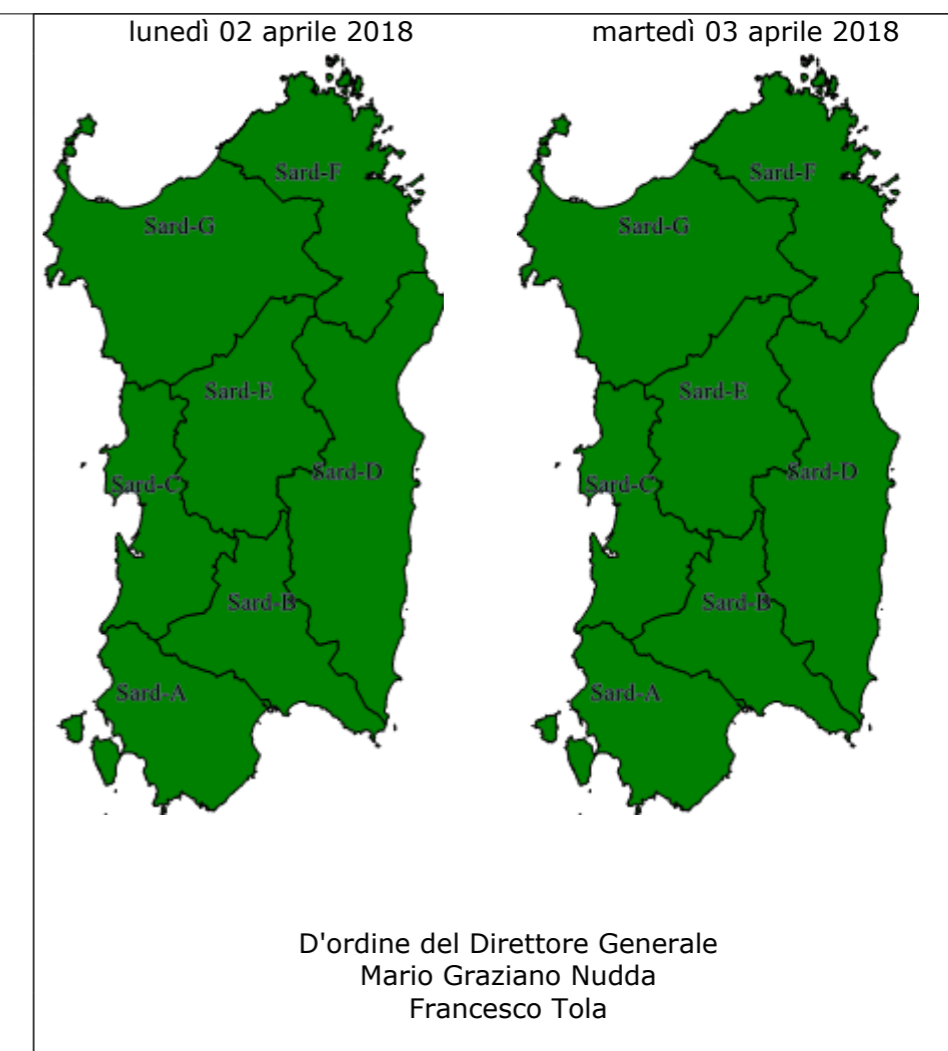 lunedì 02 aprile 2018
martedì 03 aprile 2018
Sard-F
Sard-G
Sard-E
Sard-D
Sard-C
Sard-B
Sard-A
Sard-F
Sard-G
Sard-E
Sard-D
Sard-C
Sard-B
Sard-A
D'ordine del Direttore Generale
Mario Graziano Nudda
Francesco Tola